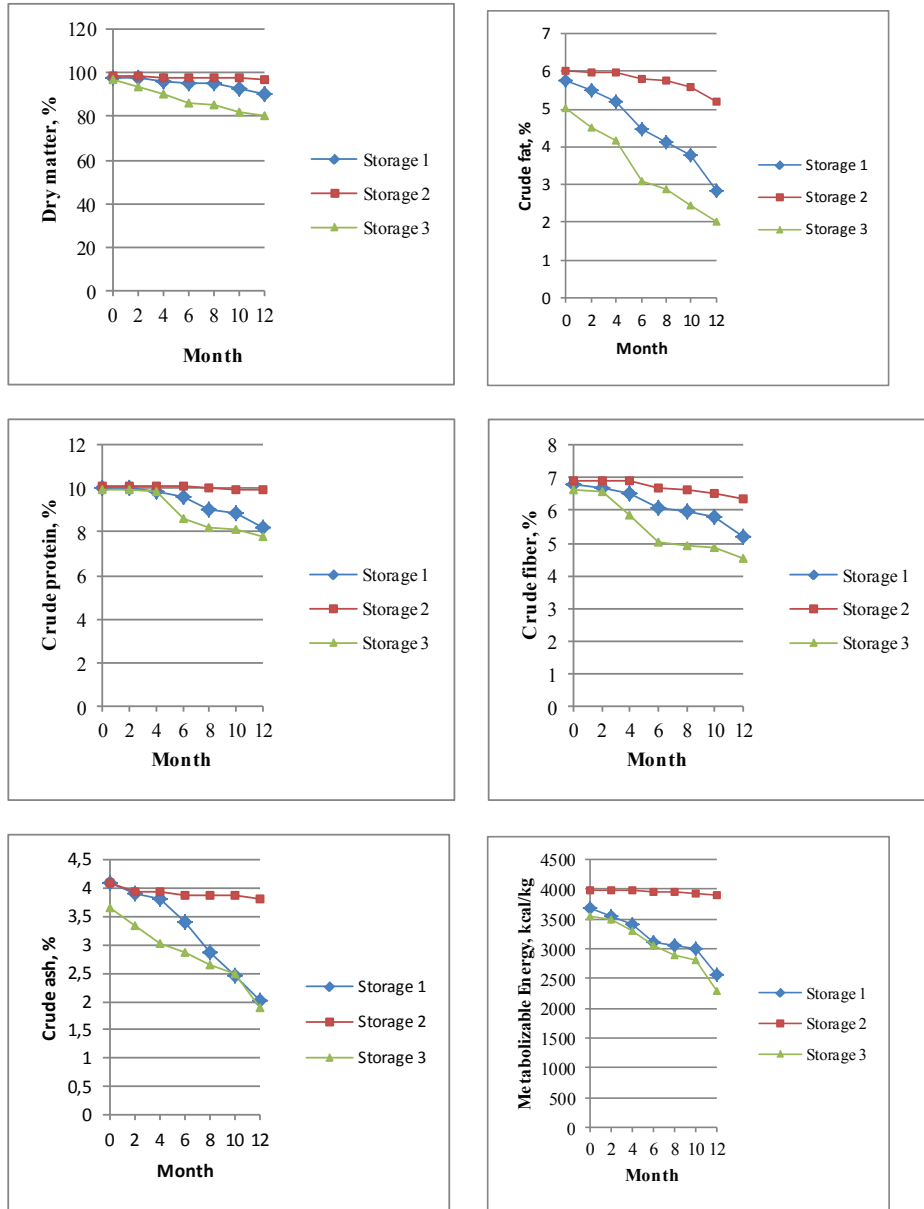 Dry matter, %
120
100
80
60
40
20
0
0 2 4 6 8 10 12
Month
Storage 1
Storage 2
Storage 3
Crude fat, %
7
6
5
4
3
2
1
0
0 2 4 6 8 10 12
Month
Storage 1
Storage 2
Storage 3
Crude protein, %
12
10
8
6
4
2
0
0 2 4 6 8 10 12
Month
Storage 1
Storage 2
Storage 3
Crude fiber, %
8
7
6
5
4
3
2
1
0
0 2 4 6 8 10 12
Month
Storage 1
Storage 2
Storage 3
Crude ash, %
4,5
4
3,5
3
2,5
2
1,5
1
0,5
0
0 2 4 6 8 10 12
Month
Storage 1
Storage 2
Storage 3
Metabolizable Energy, kcal/kg
4500
4000
3500
3000
2500
2000
1500
1000
500
0
0 2 4 6 8 10 12
Month
Storage 1
Storage 2
Storage 3